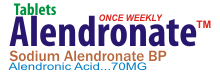 Tablets
ONCE WEEKLY
Alendronate™
Sodium Alendronate BP
Alendronic Acid...70MG